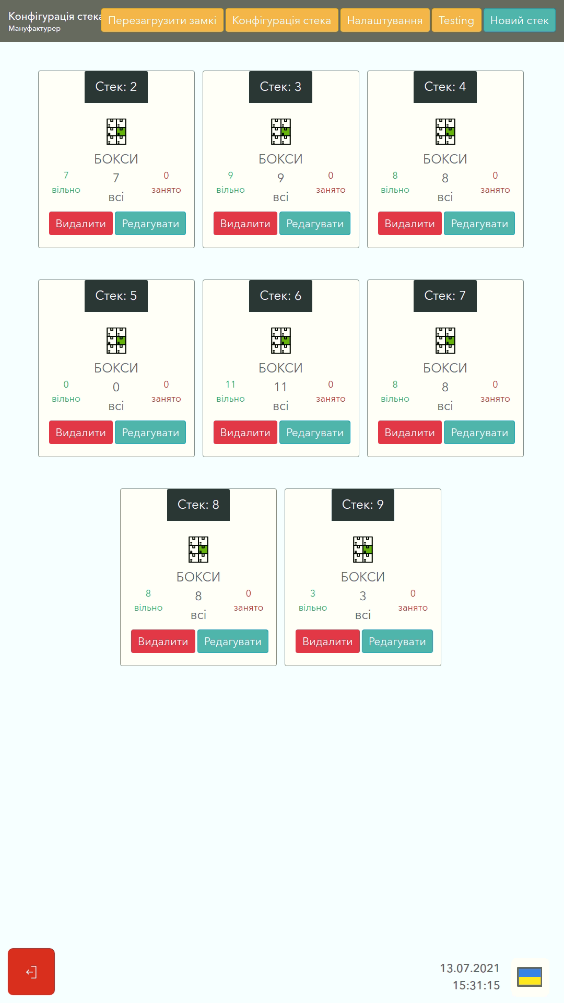 Конфігурація стека
Мануфактурер
Перезагрузити замкі
Конфігурація стека
Налаштування
Testing
Новий стек
Стек: 2
БОКСИ
7 7 0
вільно всі занято
Видалити Редагувати
Стек: 3
БОКСИ
9 9 0
вільно всі занято
Видалити Редагувати
Стек: 4
БОКСИ
8 8 0
вільно всі занято
Видалити Редагувати
Стек: 5
БОКСИ
0 0 0
вільно всі занято
Видалити Редагувати
Стек: 6
БОКСИ
11 11 0
вільно всі занято
Видалити Редагувати
Стек: 7
БОКСИ
8 8 0
вільно всі занято
Видалити Редагувати
Стек: 8
БОКСИ
8 8 0
вільно всі занято
Видалити Редагувати
Стек: 9
БОКСИ
3 3 0
вільно всі занято
Видалити Редагувати
13.07.2021
15:31:15